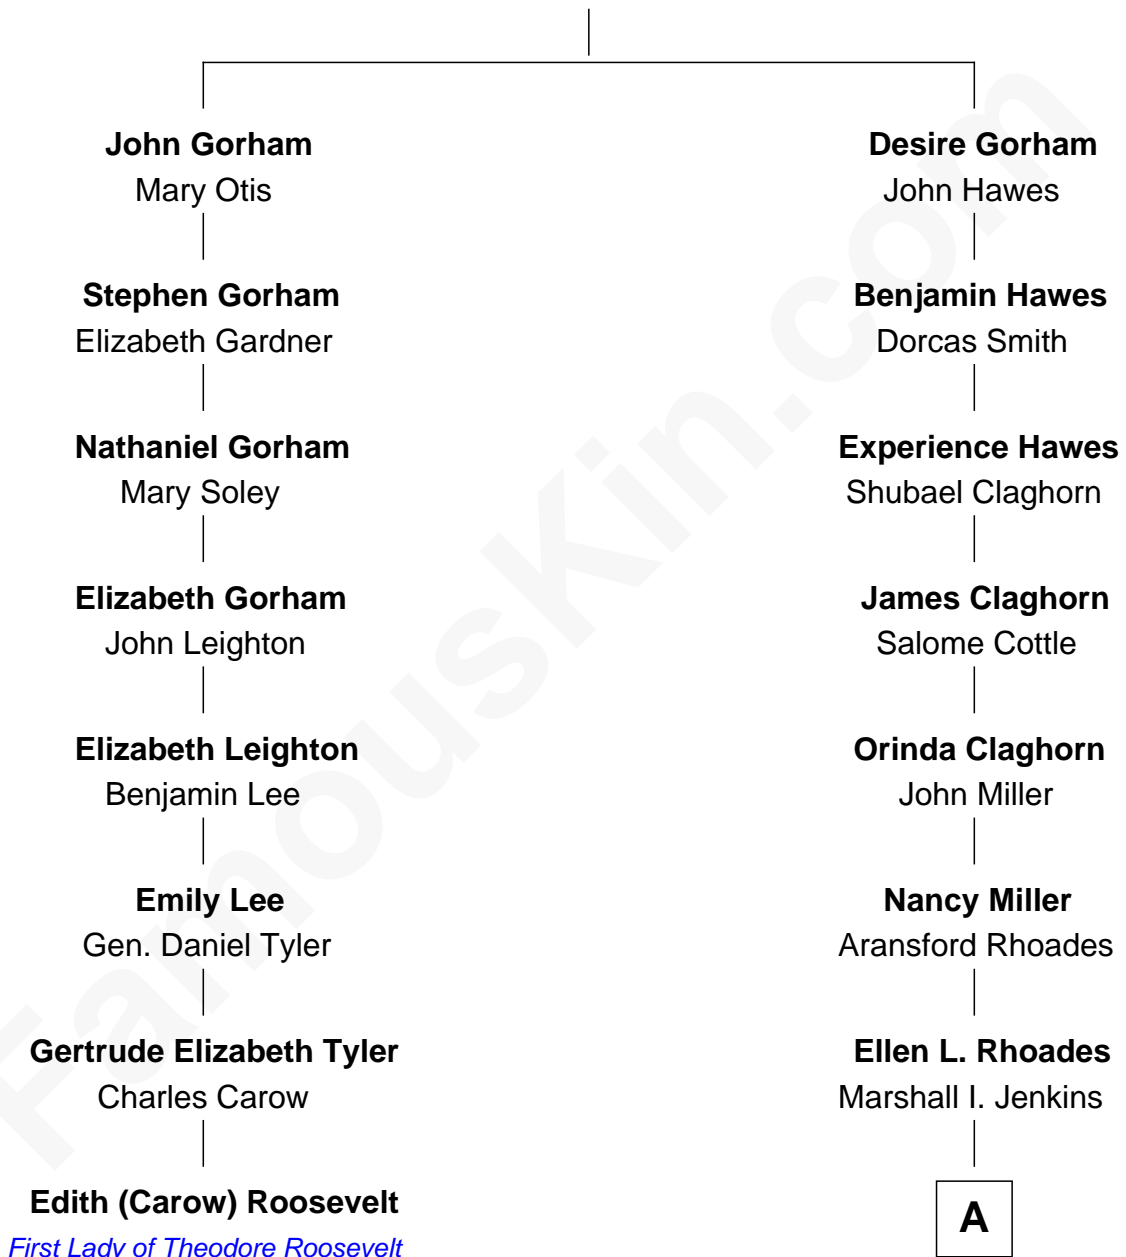 John Gorham
Mary Otis
Stephen Gorham
Elizabeth Gardner
Nathaniel Gorham
Mary Soley
Elizabeth Gorham
John Leighton
Elizabeth Leighton
Benjamin Lee
Emily Lee
Gen. Daniel Tyler
Gertrude Elizabeth Tyler
Charles Carow
Edith (Carow) Roosevelt
First Lady of Theodore Roosevelt
Desire Gorham
John Hawes
Benjamin Hawes
Dorcas Smith
Experience Hawes
Shubael Claghorn
James Claghorn
Salome Cottle
Orinda Claghorn
John Miller
Nancy Miller
Aransford Rhoades
Ellen L. Rhoades
Marshall I. Jenkins
A
FamousKin.com